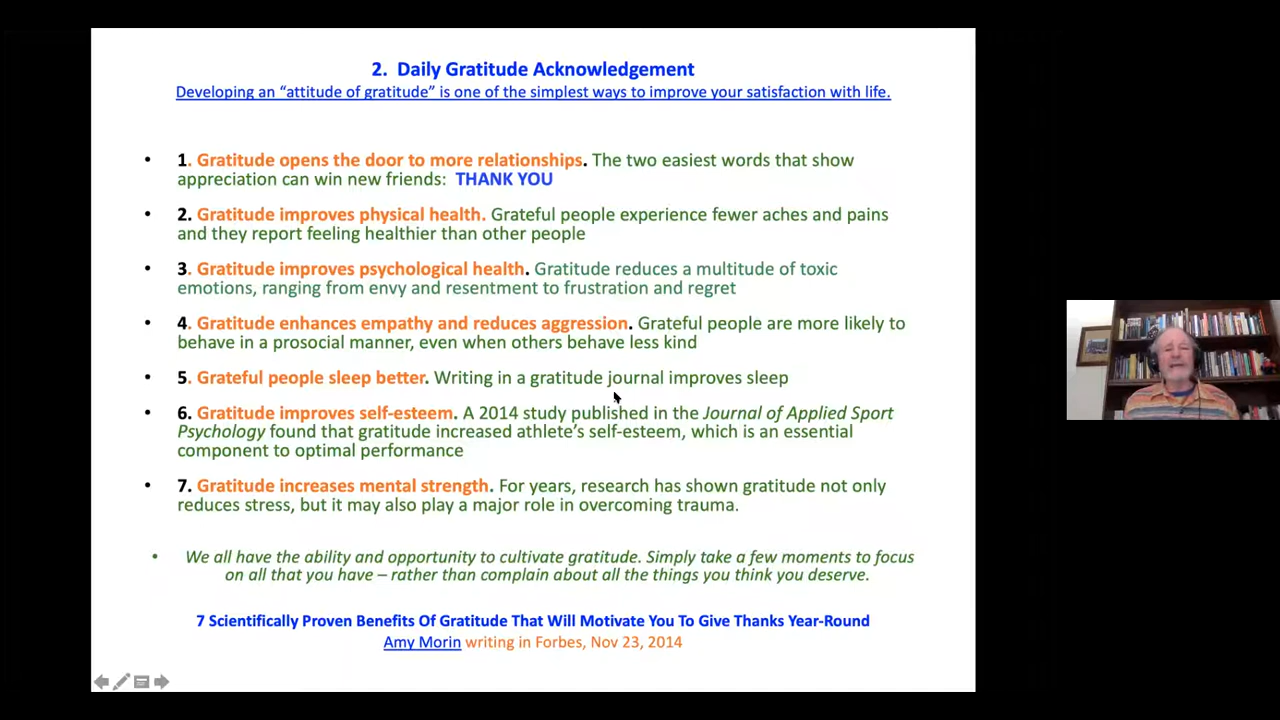 2. Daily Gratitude Acknowledgement
Developing an “attitude of gratitude” is one of the simplest ways to improve your satisfaction with life.
• 1. Gratitude opens the door to more relationships. The two easiest words that show
appreciation can win new friends: THANK YOU
• 2. Gratitude improves physical health. Grateful people experience fewer aches and pains
and they report feeling healthier than other people
• 3. Gratitude improves psychological health. Gratitude reduces a multitude of toxic
emotions, ranging from envy and resentment to frustration and regret
• 4. Gratitude enhances empathy and reduces aggression. Grateful people are more likely to
behave in a prosocial manner, even when others behave less kind
• 5. Grateful people sleep better. Writing in a gratitude journal improves sleep
• 6. Gratitude improves self-esteem. A 2014 study published in the Journal of Applied Sport
Psychology found that gratitude increased athlete’s self-esteem, which is an essential
component to optimal performance
• 7. Gratitude increases mental strength. For years, research has shown gratitude not only
reduces stress, but it may also play a major role in overcoming trauma.
• We all have the ability and opportunity to cultivate gratitude. Simply take a few moments to focus
on all that you have – rather than complain about all the things you think you deserve.
7 Scientifically Proven Benefits Of Gratitude That Will Motivate You To Give Thanks Year-Round
Amy Morin writing in Forbes, Nov 23, 2014